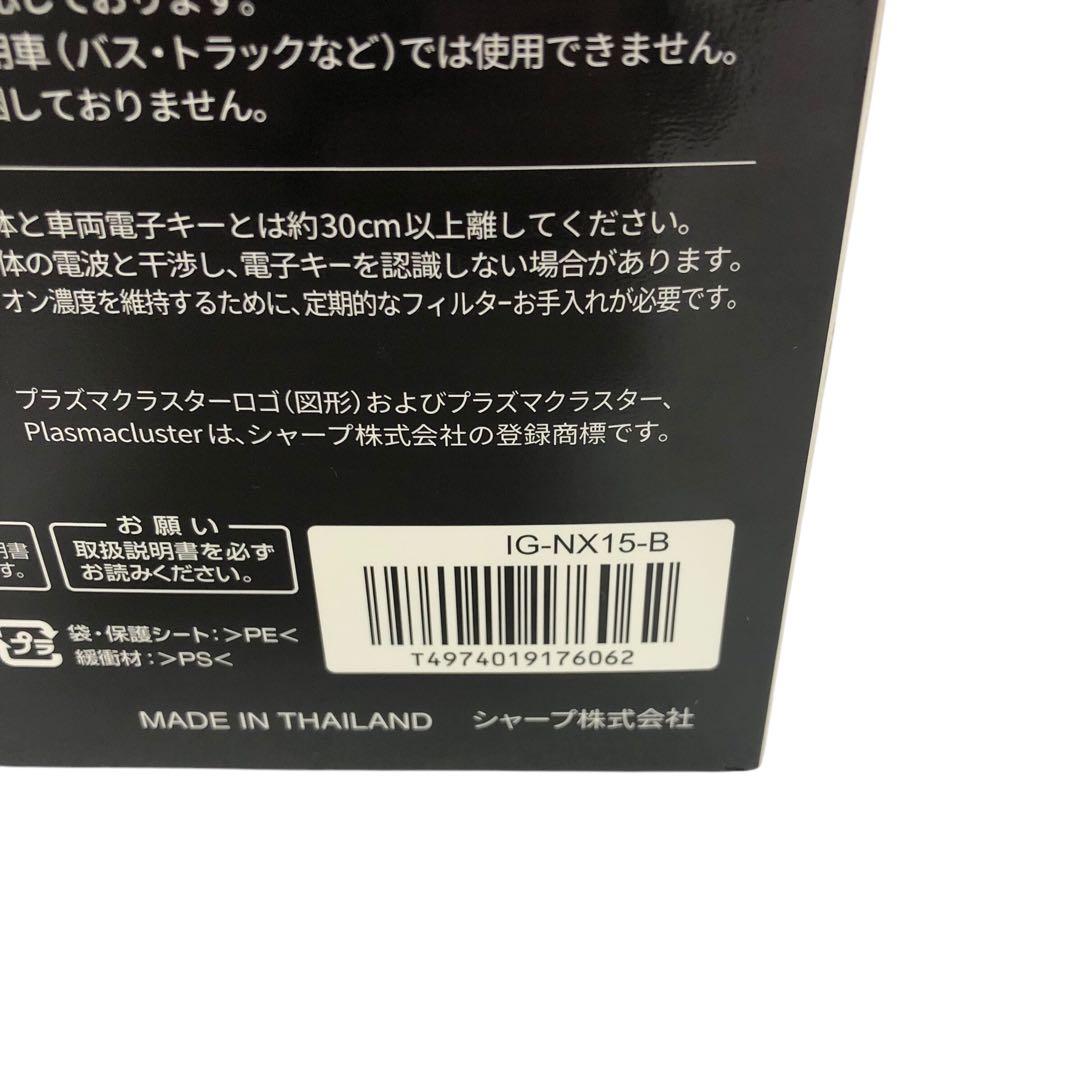 しております。
用車（バス・トラックなど）では使用できません。
しておりません。
体と車両電子キーとは約30cm以上離してください。
体の電波と干渉し、電子キーを認識しない場合があります。
オン濃度を維持するために、定期的なフィルターお手入れが必要です。
プラズマクラスターロゴ（図形）およびプラズマクラスター、
Plasmaclusterは、シャープ株式会社の登録商標です。
明書
す。
お願い
取扱説明書を必ず
お読みください。
プラ
袋・保護シート：>PE<
緩衝材：>PS<
IG-NX15-B
T4974019176062
MADE IN THAILAND シャープ株式会社